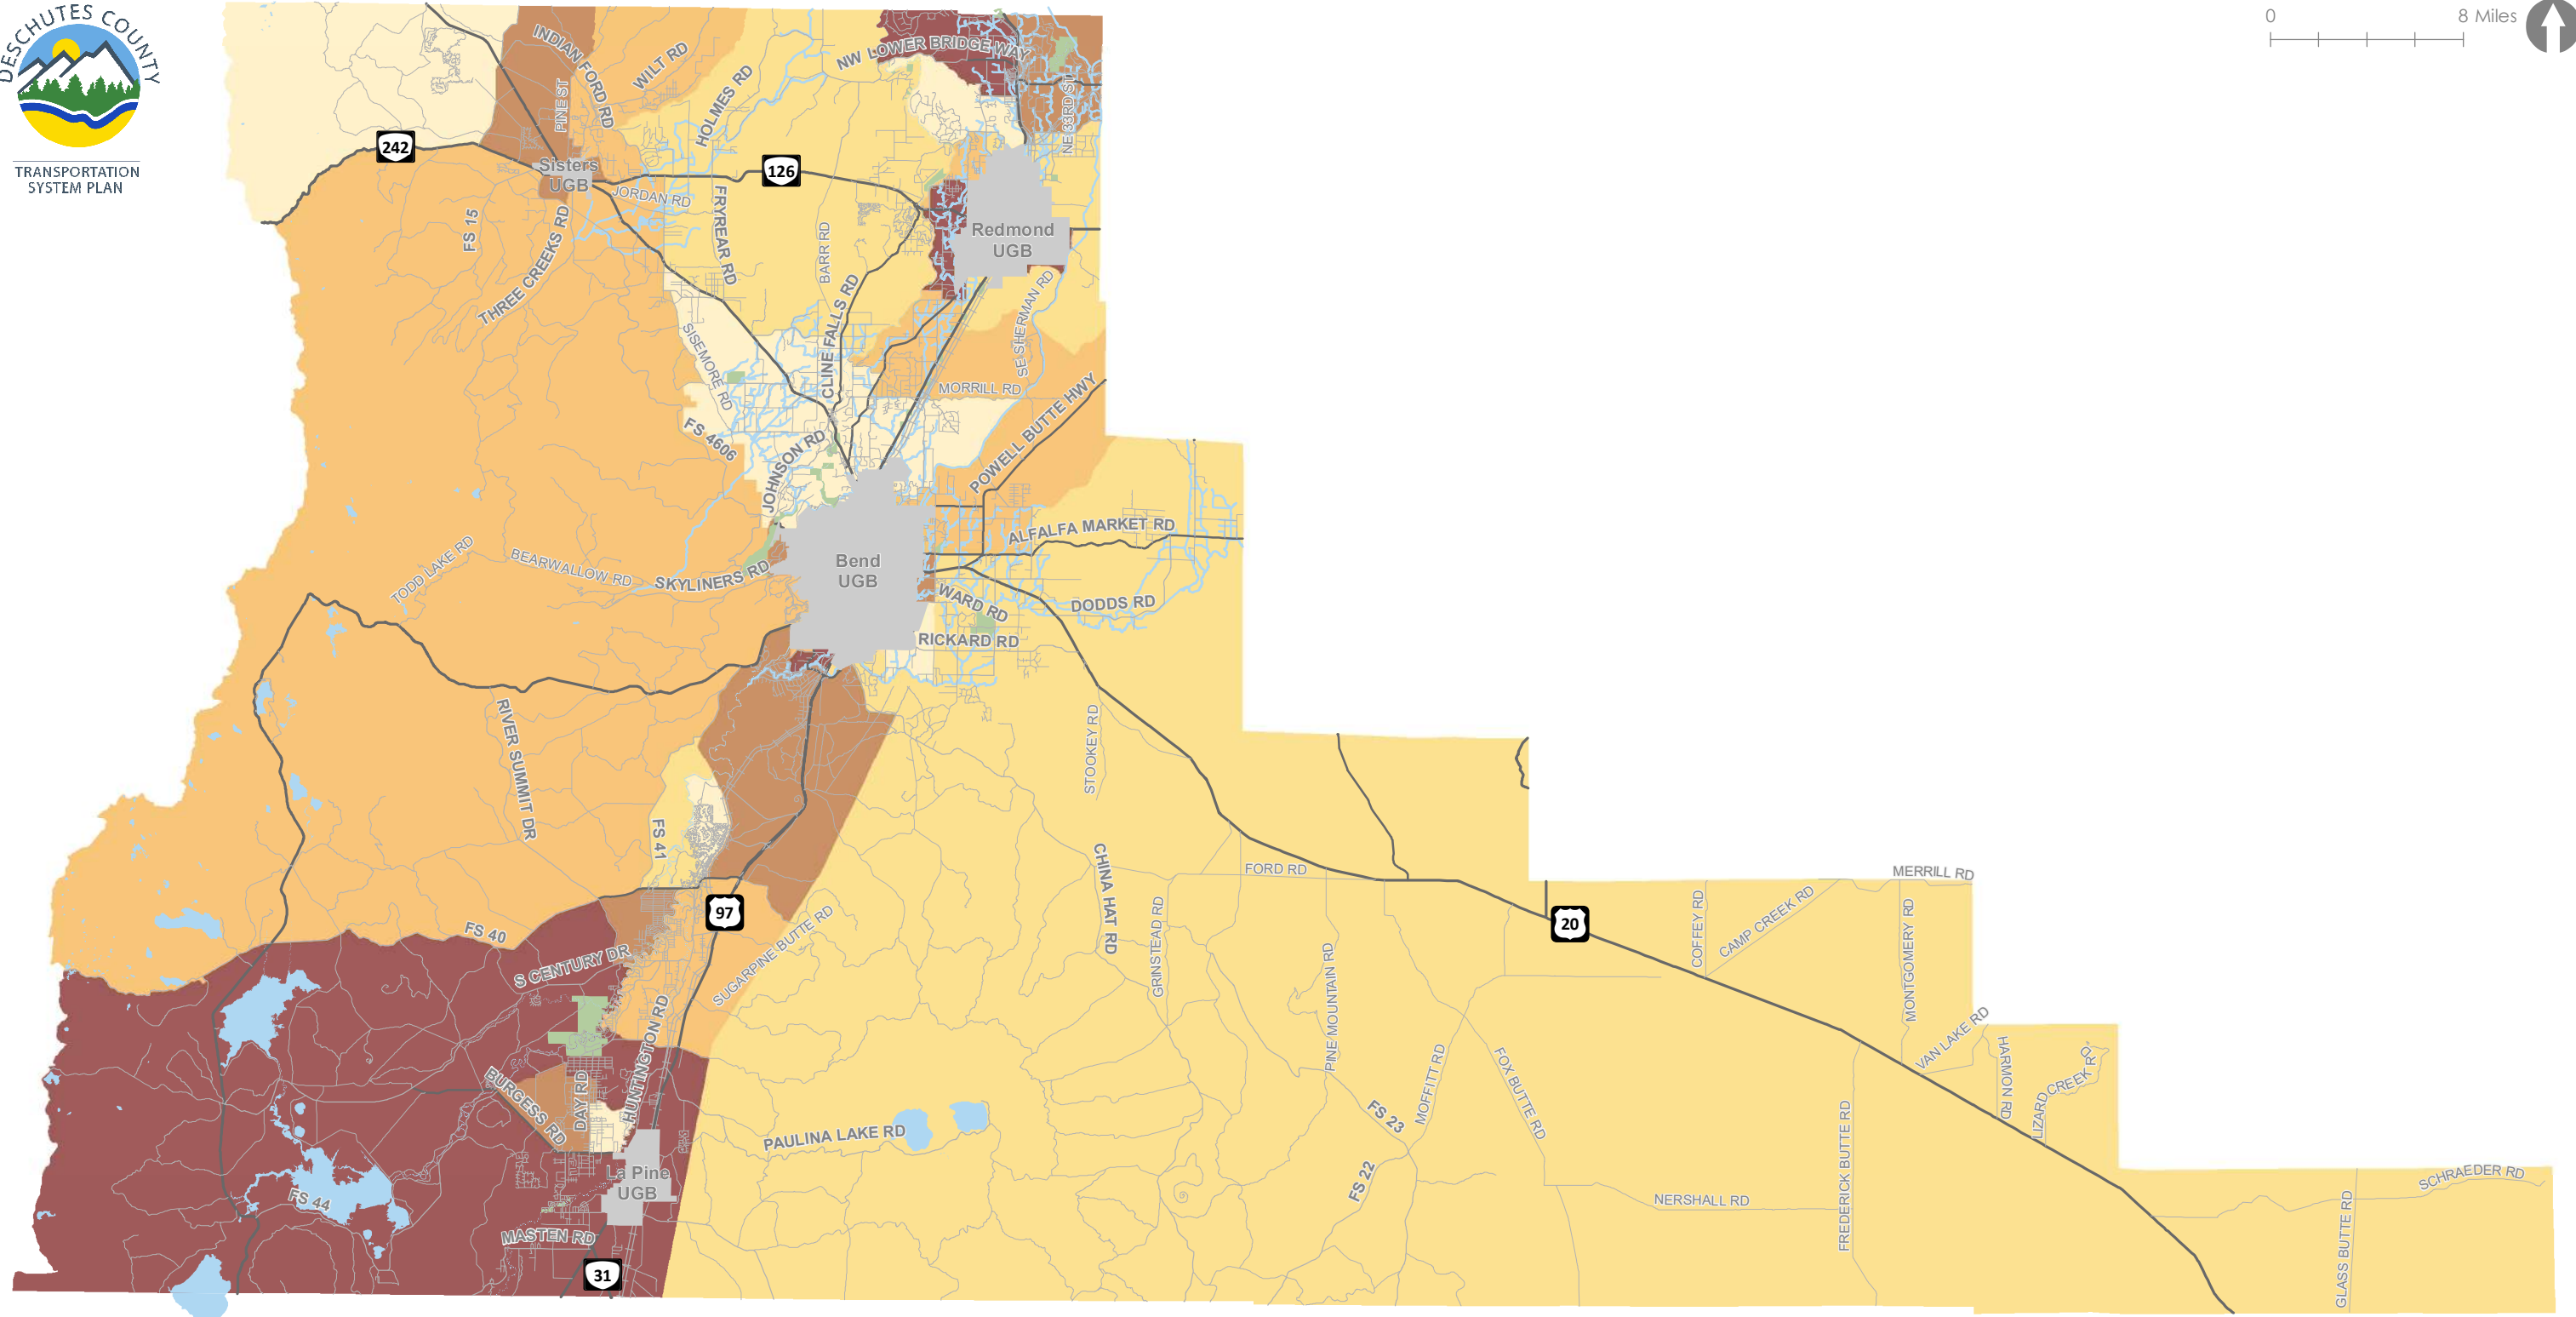 DESCHUTES COUNTY
TRANSPORTATION
SYSTEM PLAN
0
8 Miles
INDIAN FORD RD
WILT RD
PINE ST
HOLMES RD
NW LOWER BRIDGE WAY
NE 33RD ST
242
126
Sisters
UGB
JORDAN RD
FRYREAR RD
FS 15
THREE CREEKS RD
BARR RD
Redmond
UGB
CLINE FALLS RD
SE SHERMAN RD
SISEMORE RD
MORRILL RD
POWELL BUTTE HWY
FS 4606
JOHNSON RD
ALFALFA MARKET RD
TODD LAKE RD
BEARWALLOW RD
SKYLINERS RD
Bend
UGB
WARD RD
DODDS RD
RICKARD RD
RIVER SUMMIT DR
STOOKEY RD
FS 41
CHINA HAT RD
FORD RD
MERRILL RD
97
20
COFFEY RD
CAMP CREEK RD
MONTGOMERY RD
FS 40
S CENTURY DR
SUGARPINE BUTTE RD
GRINSTEAD RD
PINE MOUNTAIN RD
HUNTINGTON RD
VAN LAKE RD
HARMON RD
LIZARD CREEK RD
BURGESS RD
DAY RD
MOFFITT RD
FOX BUTTE RD
FS 23
PAULINA LAKE RD
FREDERICK BUTTE RD
La Pine
UGB
FS 44
FS 22
NERSHALL RD
SCHRAEDER RD
GLASS BUTTE RD
MASTEN RD
31